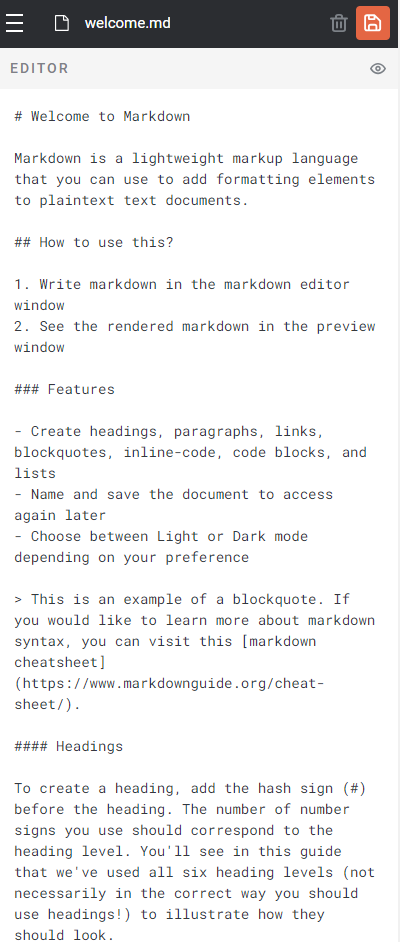 welcome.md
EDITOR
# Welcome to Markdown
Markdown is a lightweight markup language
that you can use to add formatting elements
to plaintext text documents.
## How to use this?
1. Write markdown in the markdown editor
window
2. See the rendered markdown in the preview
window
### Features
- Create headings, paragraphs, links,
blockquotes, inline-code, code blocks, and
lists
- Name and save the document to access
again later
- Choose between Light or Dark mode
depending on your preference
> This is an example of a blockquote. If
you would like to learn more about markdown
syntax, you can visit this [markdown
cheatsheet]
(https://www.markdownguide.org/cheat-
sheet/).
#### Headings
To create a heading, add the hash sign (#)
before the heading. The number of number
signs you use should correspond to the
heading level. You'll see in this guide
that we've used all six heading levels (not
necessarily in the correct way you should
use headings!) to illustrate how they
should look.